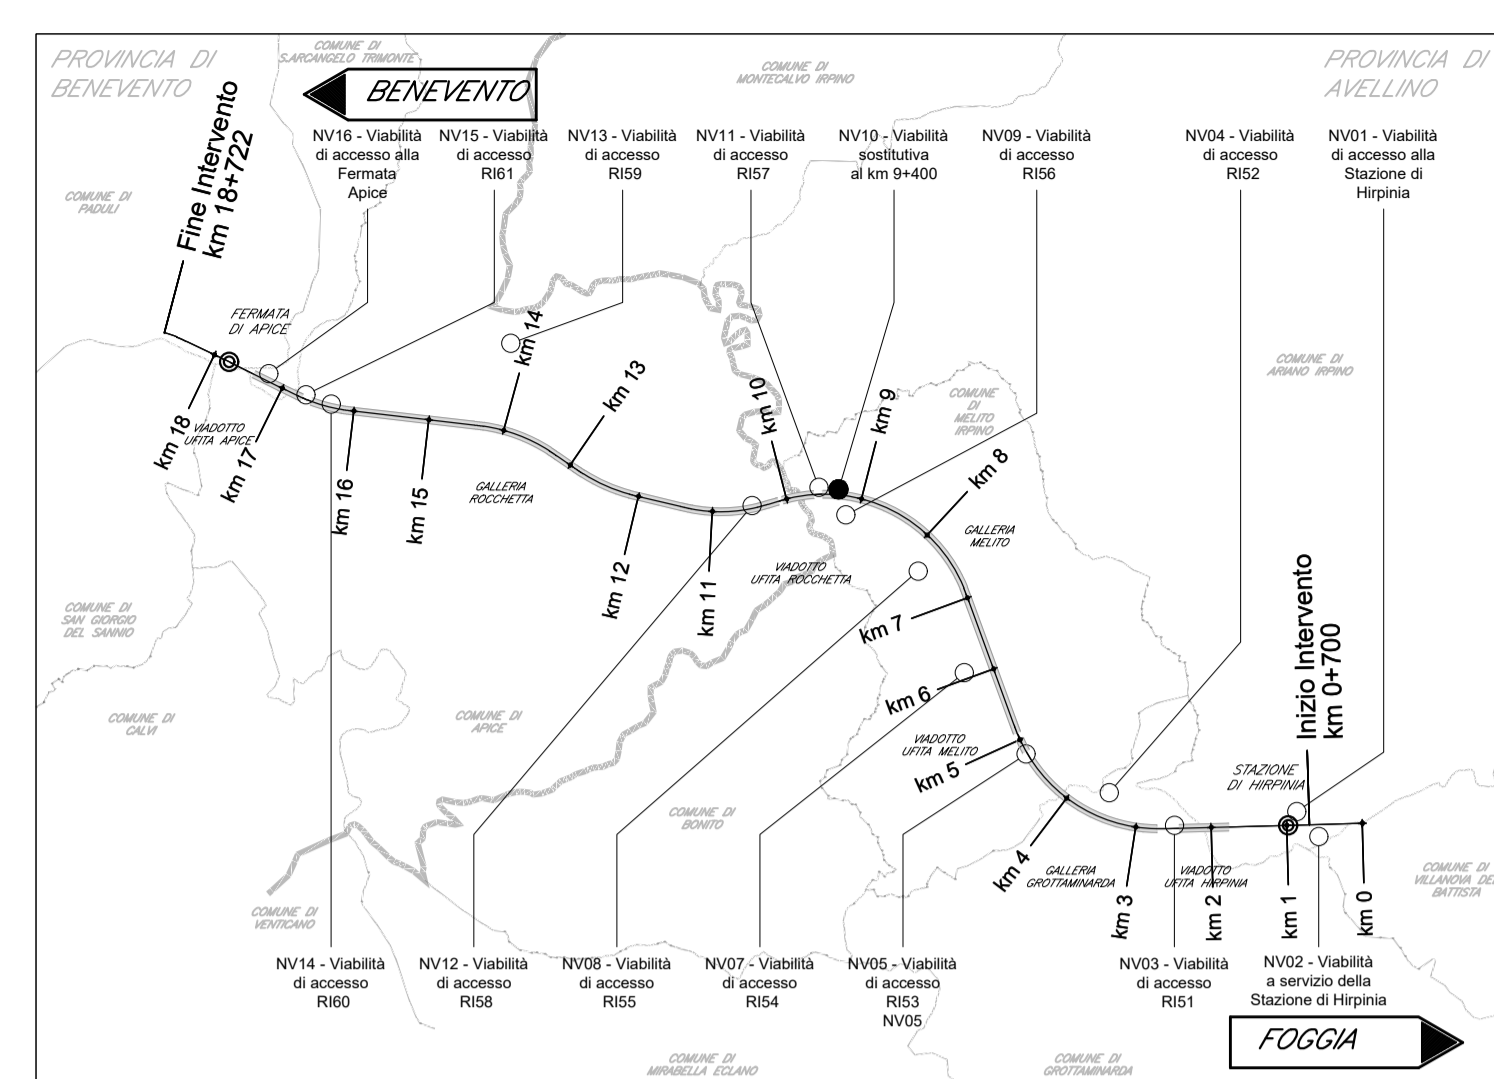 PROVINCIA DI
BENEVENTO
COMUNE DI
S.ARCANGELO TRIMONTE
BENEVENTO
COMUNE DI
MONTECALVO IRPINO
PROVINCIA DI
AVELLINO
Fine Intervento
km 18+722
NV16 - Viabilità
di accesso alla
Fermata
Apice
NV15 - Viabilità
di accesso
RI61
NV13 - Viabilità
di accesso
RI59
NV11 - Viabilità
di accesso
RI57
NV10 - Viabilità
sostitutiva
al km 9+400
NV09 - Viabilità
di accesso
RI56
NV04 - Viabilità
di accesso
RI52
NV01 - Viabilità
di accesso alla
Stazione di
Hirpinia
COMUNE DI
PADULI
FERMATA
DI APICE
COMUNE DI
ARIANO IRPINO
COMUNE
DI
MELITO
IRPINO
km 18
VIADOTTO
UFITA APICE
km 17
km 16
km 15
km 14
km 13
km 12
km 11
km 10
km 9
km 8
GALLERIA
ROCCHETTA
GALLERIA
MELITO
VIADOTTO
UFITA ROCCHETTA
km 7
km 6
COMUNE DI
SAN GIORGIO
DEL SANNIO
COMUNE DI
CALVI
COMUNE DI
APICE
VIADOTTO
UFITA MELITO
km 5
Inizio Intervento
km 0+700
STAZIONE
DI HIRPINIA
COMUNE DI
BONITO
km 4
GALLERIA
GROTTAMINARDA
km 3
VIADOTTO
UFITA HIRPINIA
km 2
km 1
km 0
COMUNE DI
VILLANOVA DEL
BATTISTA
COMUNE DI
VENTICANO
NV14 - Viabilità
di accesso
RI60
NV12 - Viabilità
di accesso
RI58
NV08 - Viabilità
di accesso
RI55
NV07 - Viabilità
di accesso
RI54
NV05 - Viabilità
di accesso
RI53
NV05
NV03 - Viabilità
di accesso
RI51
NV02 - Viabilità
a servizio della
Stazione di Hirpinia
FOGGIA
COMUNE DI
MIRABELLA ECLANO
COMUNE DI
GROTTAMINARDA